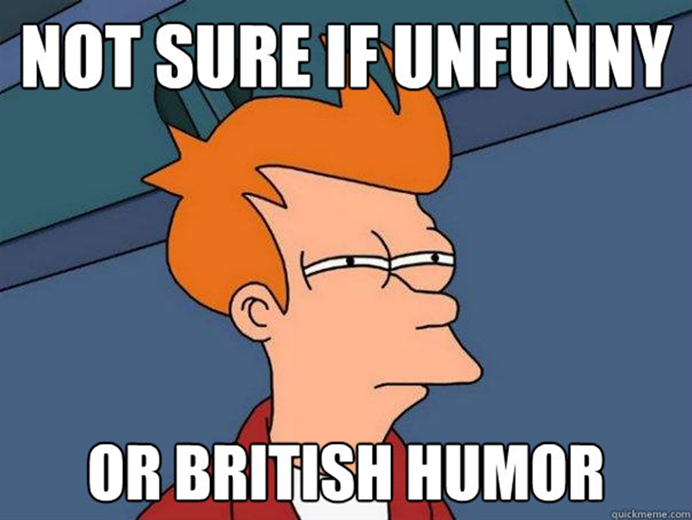 NOT SURE IF UNFUNNY
OR BRITISH HUMOR
quickmeme.com